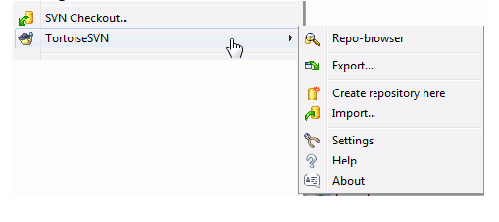 SVN Checkout..
TortoiseSVN
Repo-browser
Export...
Create repository here
Import...
Settings
Help
About